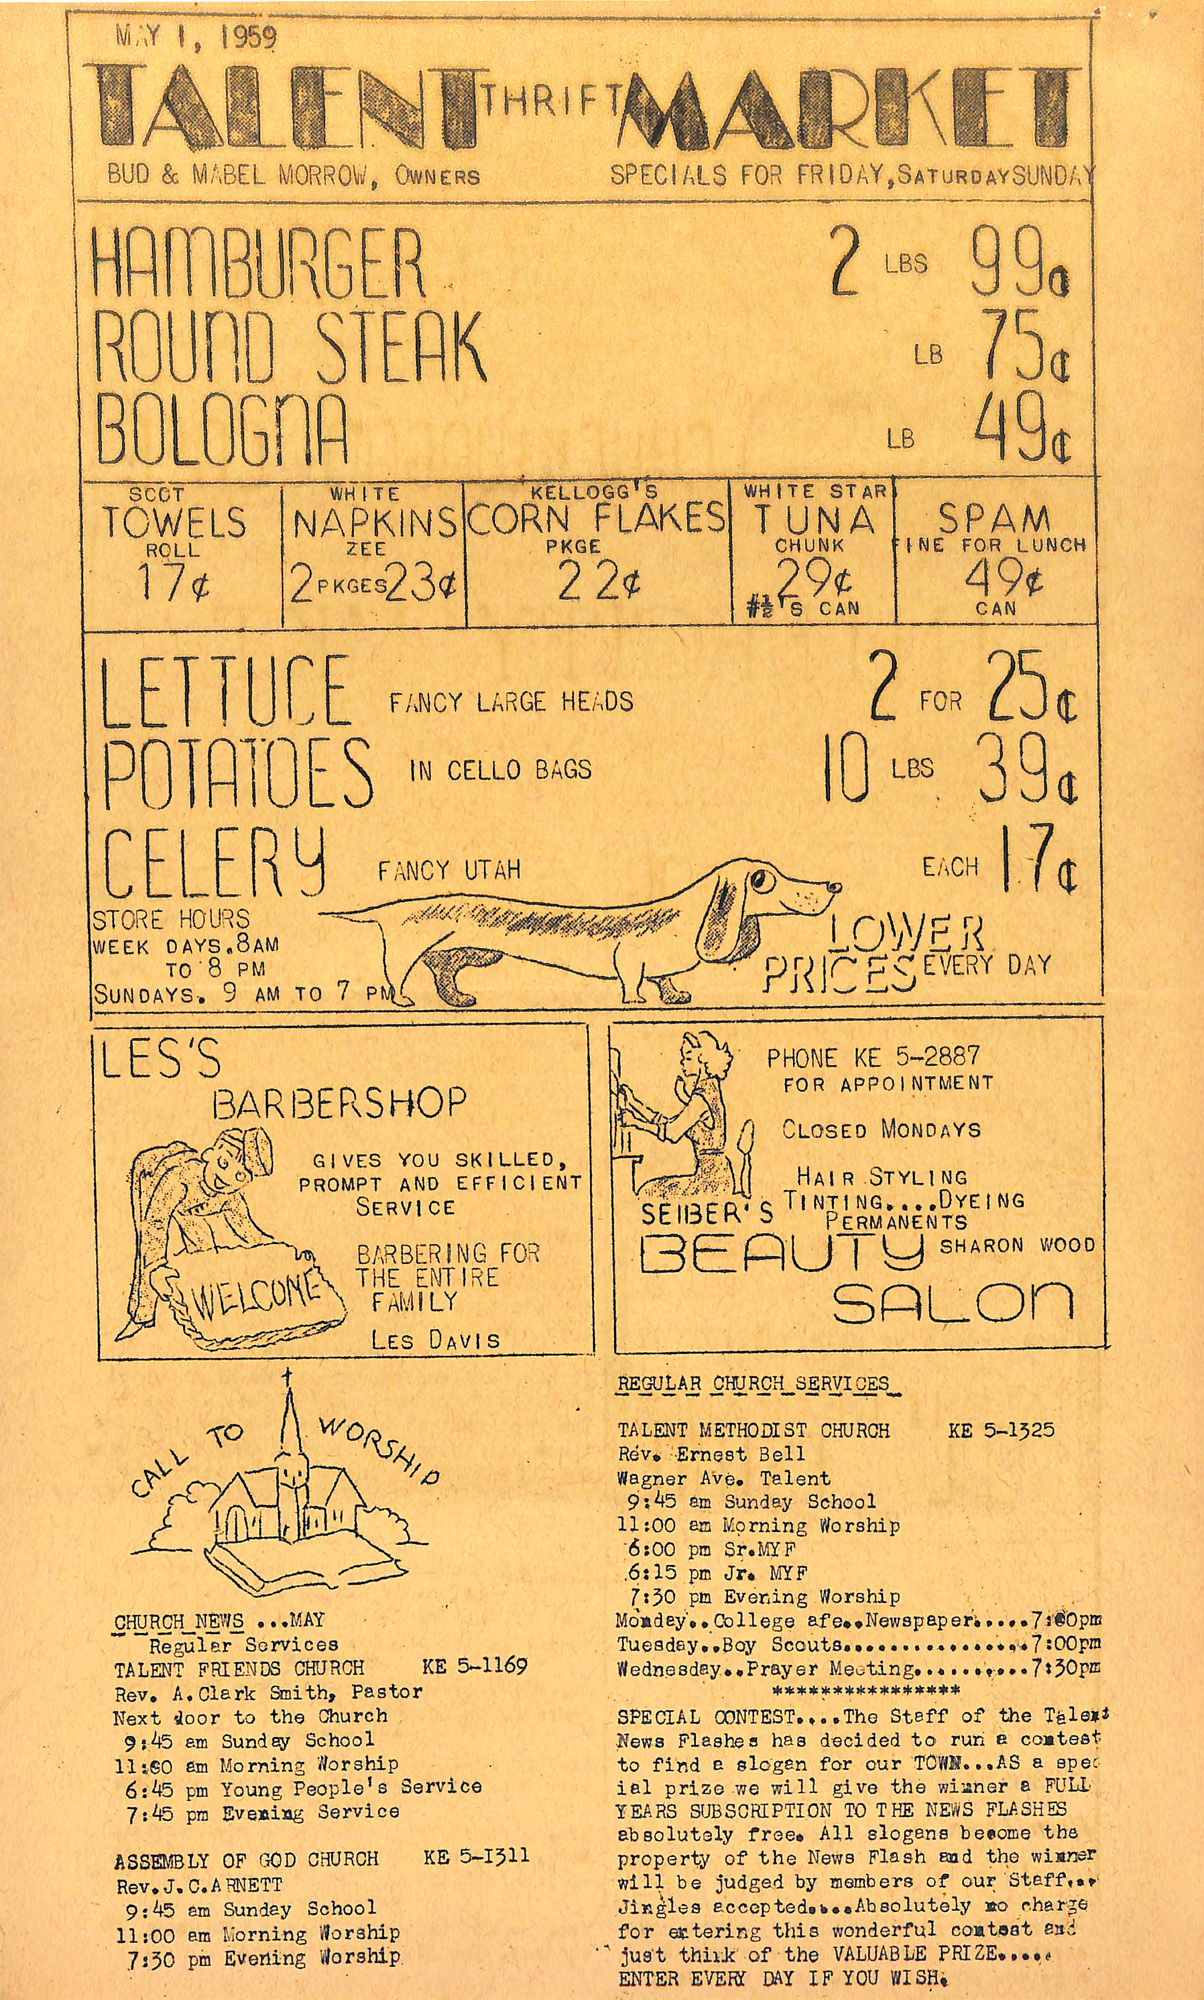 MAY 1, 1959
TALENT THRIFT MARKET
BUD & MABEL MORROW, OWNERS SPECIALS FOR FRIDAY, SATURDAY SUNDAY
HAMBURGER 2 LBS 99¢
ROUND STEAK LB 75¢
BOLOGNA LB 49¢
SCOT
TOWELS
ROLL
17¢
WHITE
NAPKINS
ZEE
2 PKGES 23¢
KELLOGG'S
CORN FLAKES
PKGE
22¢
WHITE STAR
TUNA
CHUNK
29¢
#½'S CAN
SPAM
FINE FOR LUNCH
49¢
CAN
LETTUCE FANCY LARGE HEADS 2 FOR 25¢
POTATOES IN CELLO BAGS 10 LBS 39¢
CELERY FANCY UTAH EACH 17¢
STORE HOURS
WEEK DAYS. 8AM
TO 8 PM
SUNDAYS. 9 AM TO 7 PM
LOWER
PRICES EVERY DAY
LES'S
BARBERSHOP
GIVES YOU SKILLED,
PROMPT AND EFFICIENT
SERVICE
BARBERING FOR
THE ENTIRE
FAMILY
LES DAVIS
WELCOME
PHONE KE 5-2887
FOR APPOINTMENT
CLOSED MONDAYS
HAIR STYLING
TINTING....DYEING
PERMANENTS
SEIBER'S
BEAUTY SHARON WOOD
SALON
CALL TO WORSHIP
CHURCH NEWS ...MAY
Regular Services
TALENT FRIENDS CHURCH KE 5-1169
Rev. A.Clark Smith, Pastor
Next door to the Church
9:45 am Sunday School
11:00 am Morning Worship
6:45 pm Young People's Service
7:45 pm Evening Service
ASSEMBLY OF GOD CHURCH KE 5-I311
Rev.J.C.ARNETT
9:45 am Sunday School
11:00 am Morning Worship
7:30 pm Evening Worship
REGULAR CHURCH SERVICES
TALENT METHODIST CHURCH KE 5-1325
Rev. Ernest Bell
Wagner Ave. Talent
9:45 am Sunday School
11:00 am Morning Worship
6:00 pm Sr.MYF
6:15 pm Jr. MYF
7:30 pm Evening Worship
Monday..College afe..Newspaper.....7:00pm
Tuesday..Boy Scouts.................7:00pm
Wednesday..Prayer Meeting..........7:30pm
****************
SPECIAL CONTEST....The Staff of the Talent
News Flashes has decided to run a contest
to find a slogan for our TOWN...AS a spec
ial prize we will give the winner a FULL
YEARS SUBSCRIPTION TO THE NEWS FLASHES
absolutely free. All slogans become the
property of the News Flash and the winner
will be judged by members of our Staff...
Jingles accepted.....Absolutely no charge
for entering this wonderful contest and
just think of the VALUABLE PRIZE.....
ENTER EVERY DAY IF YOU WISH.